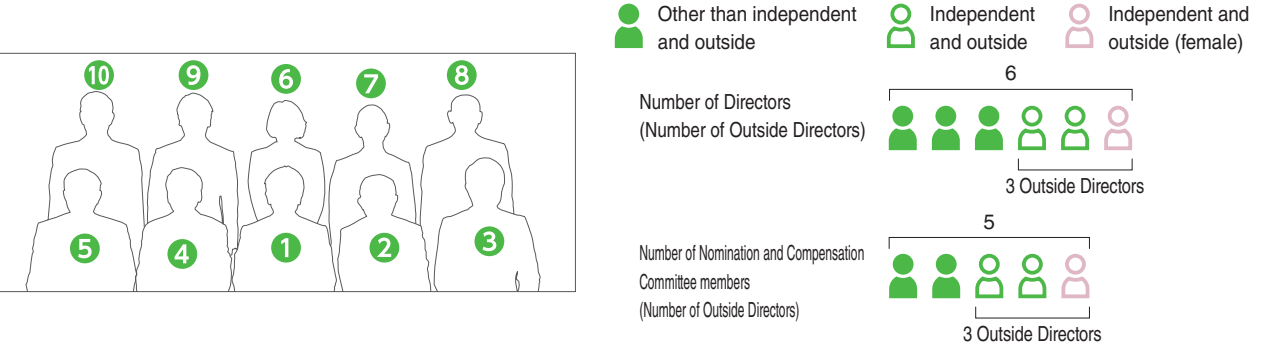 10 9 6 7 8
5 4 1 2 3
Other than independent
and outside
Independent
and outside
Independent and
outside (female)
6
Number of Directors
(Number of Outside Directors)
3 Outside Directors
5
Number of Nomination and Compensation
Committee members
(Number of Outside Directors)
3 Outside Directors